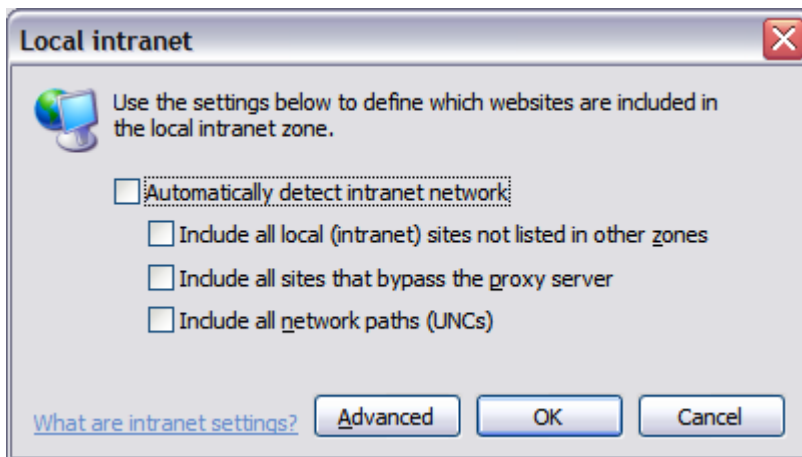 Local intranet
Use the settings below to define which websites are included in
the local intranet zone.
Automatically detect intranet network
Include all local (intranet) sites not listed in other zones
Include all sites that bypass the proxy server
Include all network paths (UNCs)
What are intranet settings? Advanced OK Cancel